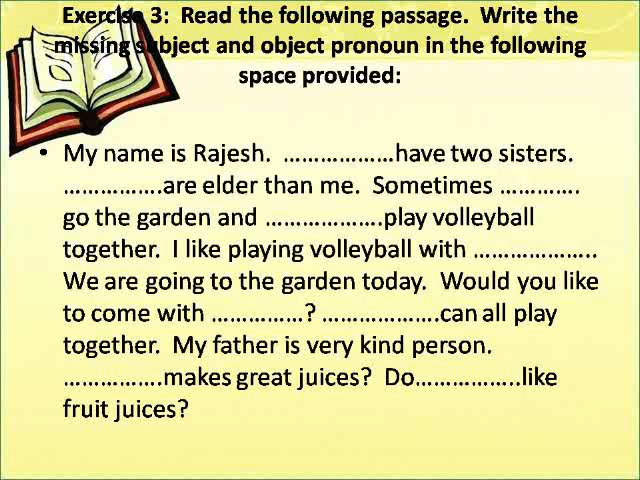 Exercise 3: Read the following passage. Write the
missing subject and object pronoun in the following
space provided:
• My name is Rajesh. ………………have two sisters.
…………….are elder than me. Sometimes ………….
go the garden and ……………….play volleyball
together. I like playing volleyball with ………………..
We are going to the garden today. Would you like
to come with ……………? ……………….can all play
together. My father is very kind person.
…………….makes great juices? Do……………..like
fruit juices?